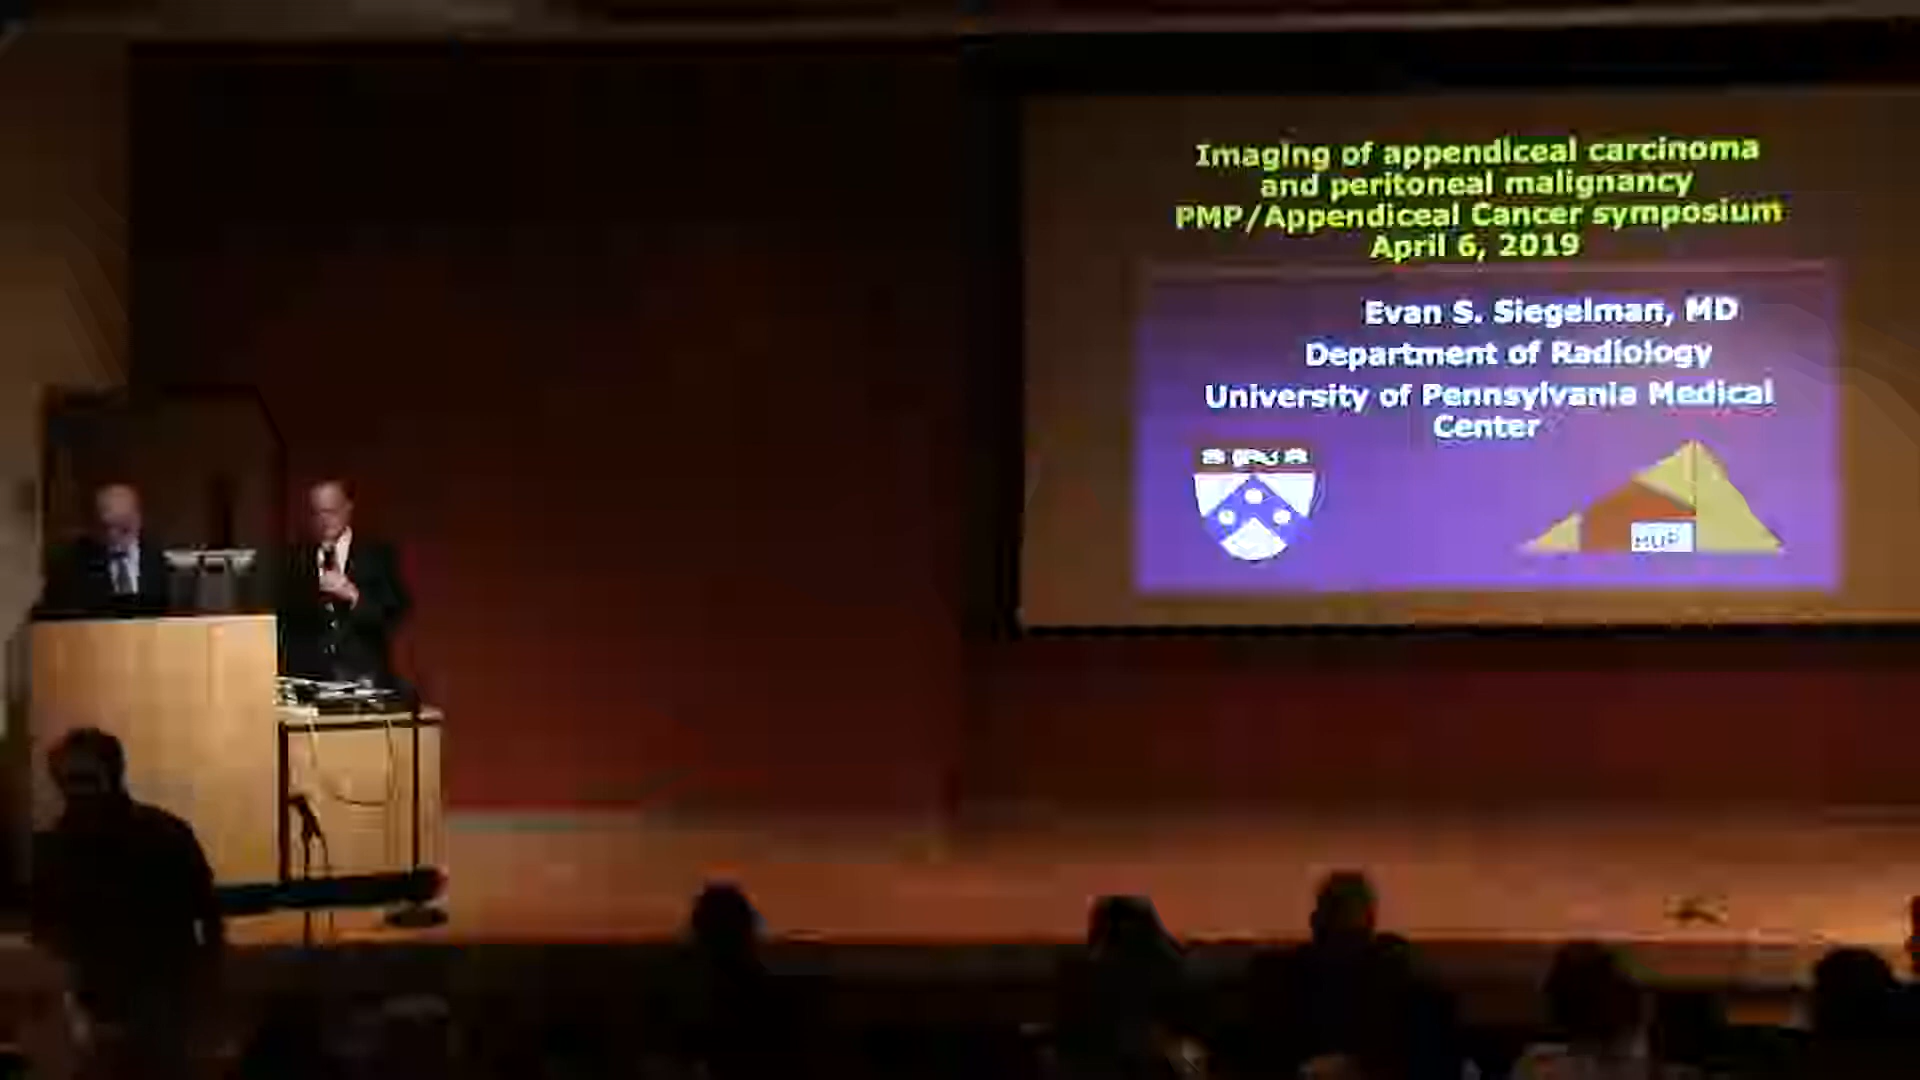 Imaging of appendiceal carcinoma
and peritoneal malignancy
PMP/Appendiceal Cancer symposium
April 6, 2019
Evan S. Siegelman, MD
Department of Radiology
University of Pennsylvania Medical
Center